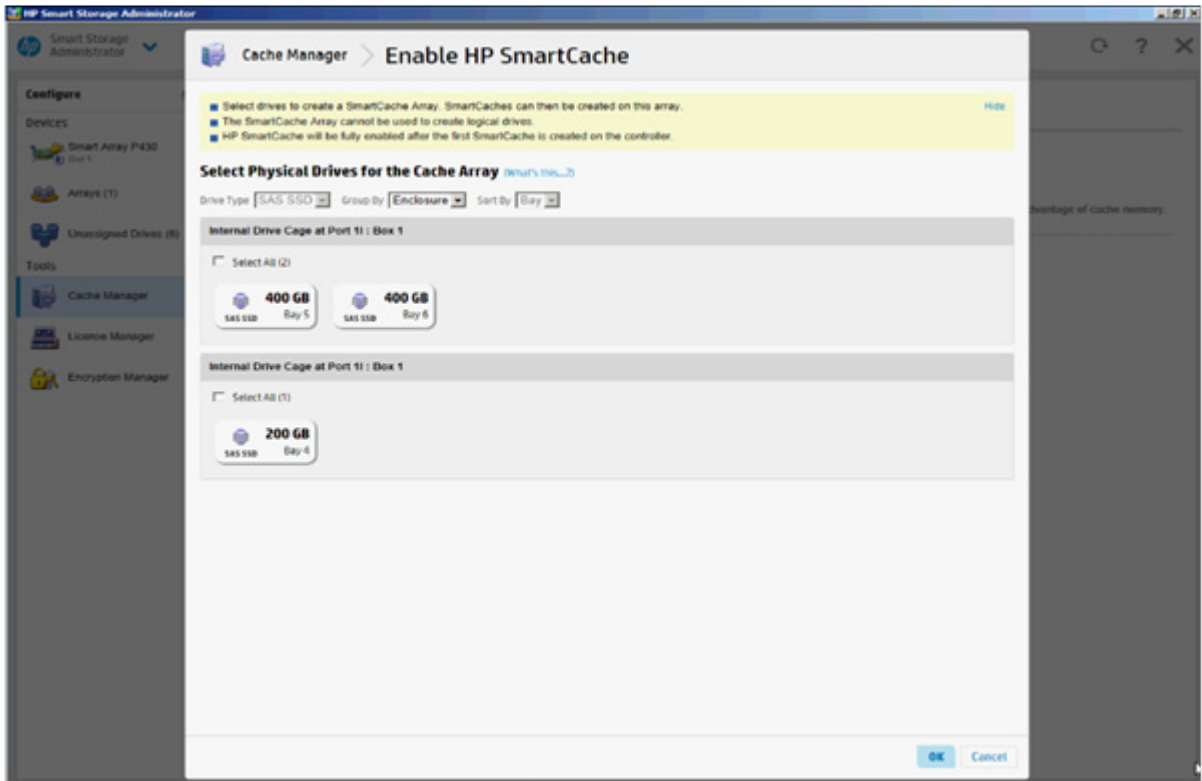 HP Smart Storage Administrator
Smart Storage
Administrator
Configure
Devices
Smart Array P430
Slot 1
Arrays (1)
Unassigned Drives (6)
Tools
Cache Manager
License Manager
Encryption Manager
Cache Manager > Enable HP SmartCache
Select drives to create a SmartCache Array. SmartCaches can then be created on this array.
Hide
The SmartCache Array cannot be used to create logical drives.
HP SmartCache will be fully enabled after the first SmartCache is created on the controller.
Select Physical Drives for the Cache Array (What's this...?)
Drive Type SAS SSD Group By Enclosure Sort By Bay
Internal Drive Cage at Port 1I : Box 1
Select All (2)
400 GB
SAS SSD Bay 5
400 GB
SAS SSD Bay 6
Internal Drive Cage at Port 1I : Box 1
Select All (1)
200 GB
SAS SSD Bay 4
advantage of cache memory.
OK Cancel